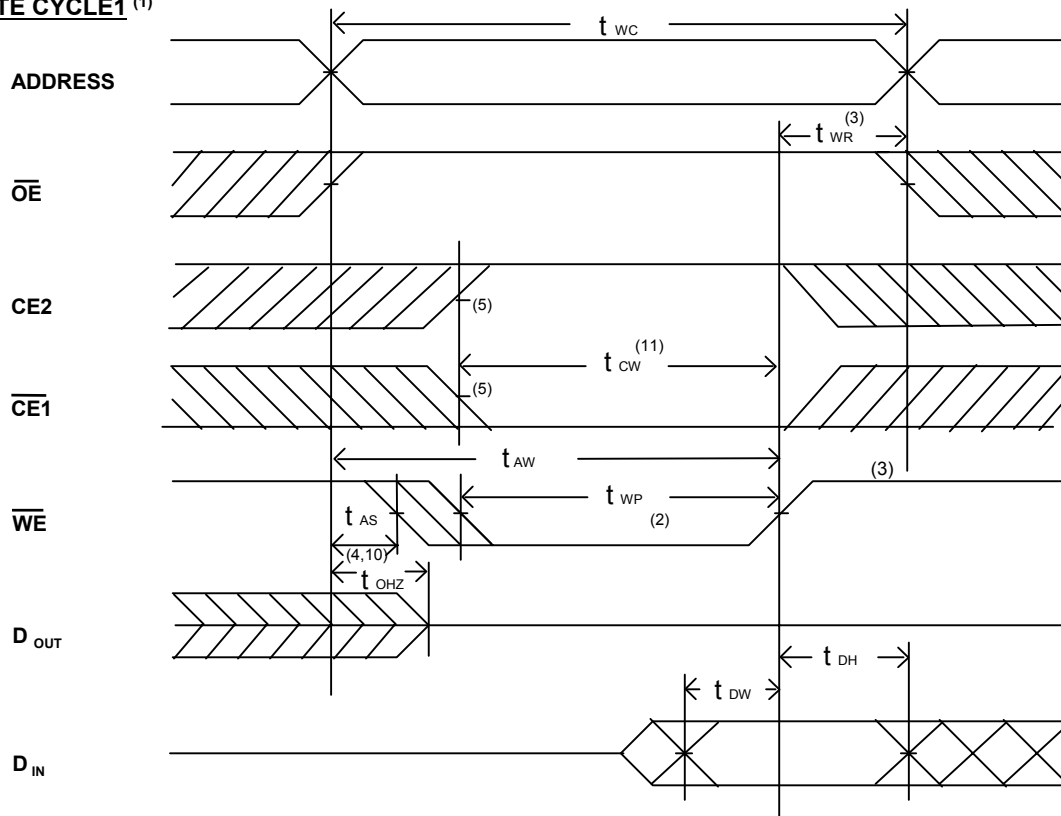 TE CYCLE1 (1)
t WC
ADDRESS
t WR (3)
OE
CE2
(5)
t CW (11)
CE1
(5)
t AW
(3)
t WP
WE
(2)
t AS
(4,10)
t OHZ
D OUT
t DH
t DW
D IN